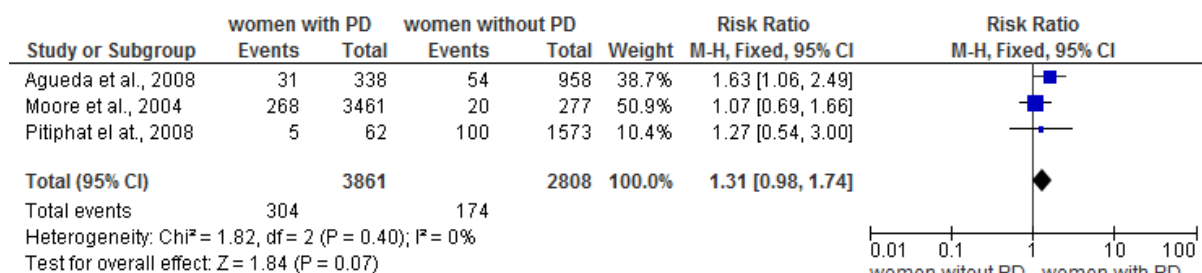 women with PD women without PD Risk Ratio Risk Ratio
Study or Subgroup Events Total Events Total Weight M-H, Fixed, 95% CI M-H, Fixed, 95% CI
Agueda et al., 2008 31 338 54 958 38.7% 1.63 [1.06, 2.49]
Moore et al., 2004 268 3461 20 277 50.9% 1.07 [0.69, 1.66]
Pitiphat el at., 2008 5 62 100 1573 10.4% 1.27 [0.54, 3.00]
Total (95% CI) 3861 2808 100.0% 1.31 [0.98, 1.74]
Total events 304 174
Heterogeneity: Chi² = 1.82, df = 2 (P = 0.40); I² = 0%
Test for overall effect: Z = 1.84 (P = 0.07)
0.01 0.1 1 10 100
women witout PD women with PD